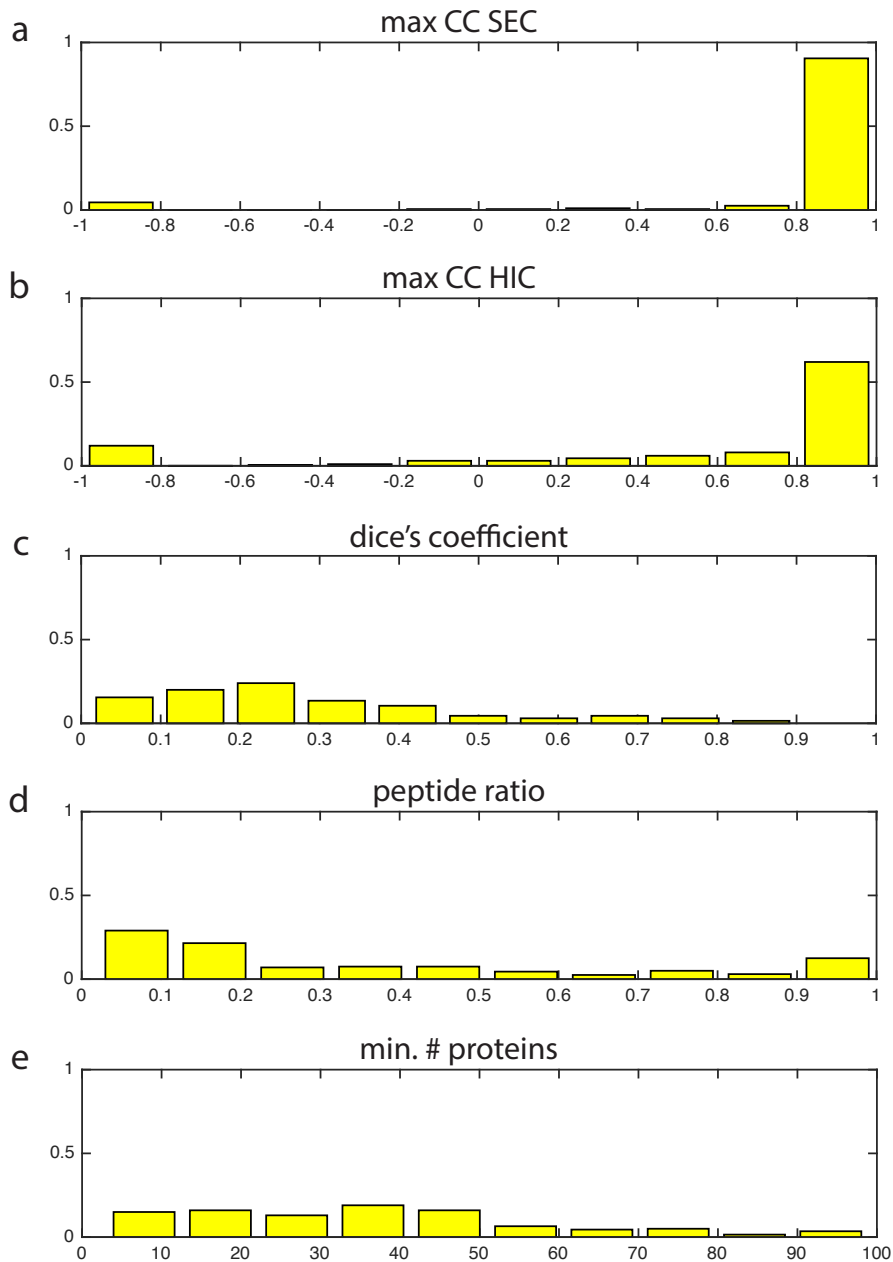 a
max CC SEC
1
0.5
0
-1 -0.8 -0.6 -0.4 -0.2 0 0.2 0.4 0.6 0.8 1
b
max CC HIC
1
0.5
0
-1 -0.8 -0.6 -0.4 -0.2 0 0.2 0.4 0.6 0.8 1
c
dice's coefficient
1
0.5
0
0 0.1 0.2 0.3 0.4 0.5 0.6 0.7 0.8 0.9 1
d
peptide ratio
1
0.5
0
0 0.1 0.2 0.3 0.4 0.5 0.6 0.7 0.8 0.9 1
e
min. # proteins
1
0.5
0
0 10 20 30 40 50 60 70 80 90 100